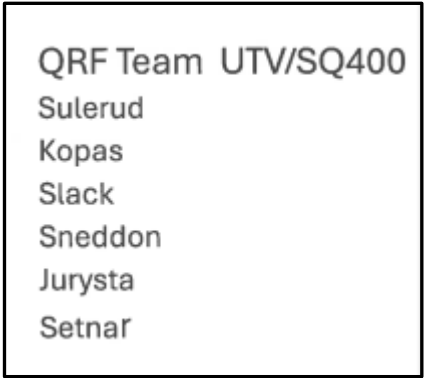 QRF Team UTV/SQ400
Sulerud
Kopas
Slack
Sneddon
Jurysta
Setnar